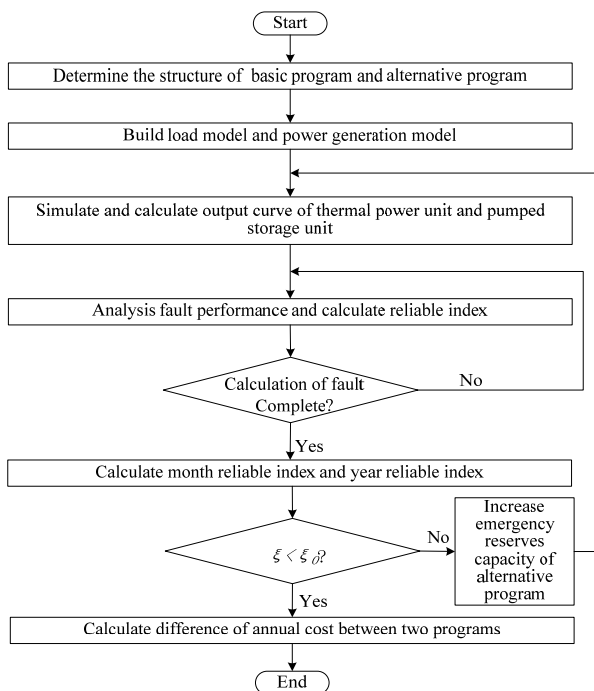 Start
Determine the structure of basic program and alternative program
Build load model and power generation model
Simulate and calculate output curve of thermal power unit and pumped
storage unit
Analysis fault performance and calculate reliable index
Calculation of fault
Complete?
No
Yes
Calculate month reliable index and year reliable index
ξ < ξ₀?
No
Increase
emergency
reserves
capacity of
alternative
program
Yes
Calculate difference of annual cost between two programs
End